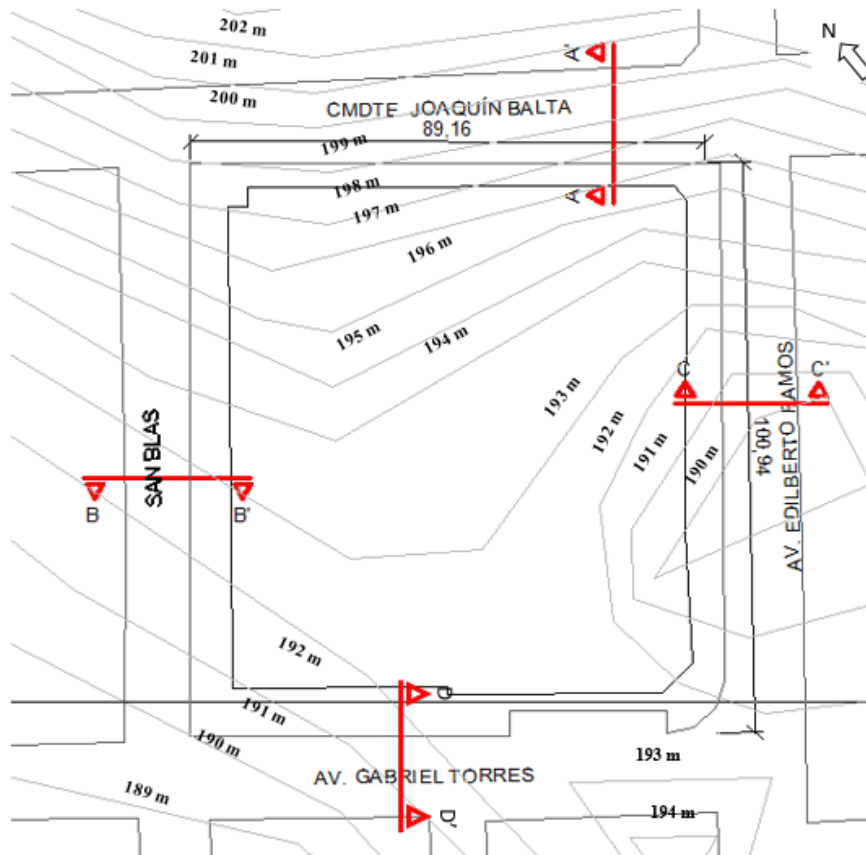 202 m
N
201 m
A'
200 m
CMDTE JOAQUÍN BALTA
89,16
199 m
198 m
A
197 m
196 m
195 m
194 m
193 m
C
C'
192 m
191 m
190 m
100,94
AV. EDILBERTO RAMOS
SAN BLAS
B
B'
192 m
D
191 m
190 m
193 m
AV. GABRIEL TORRES
189 m
194 m
D'